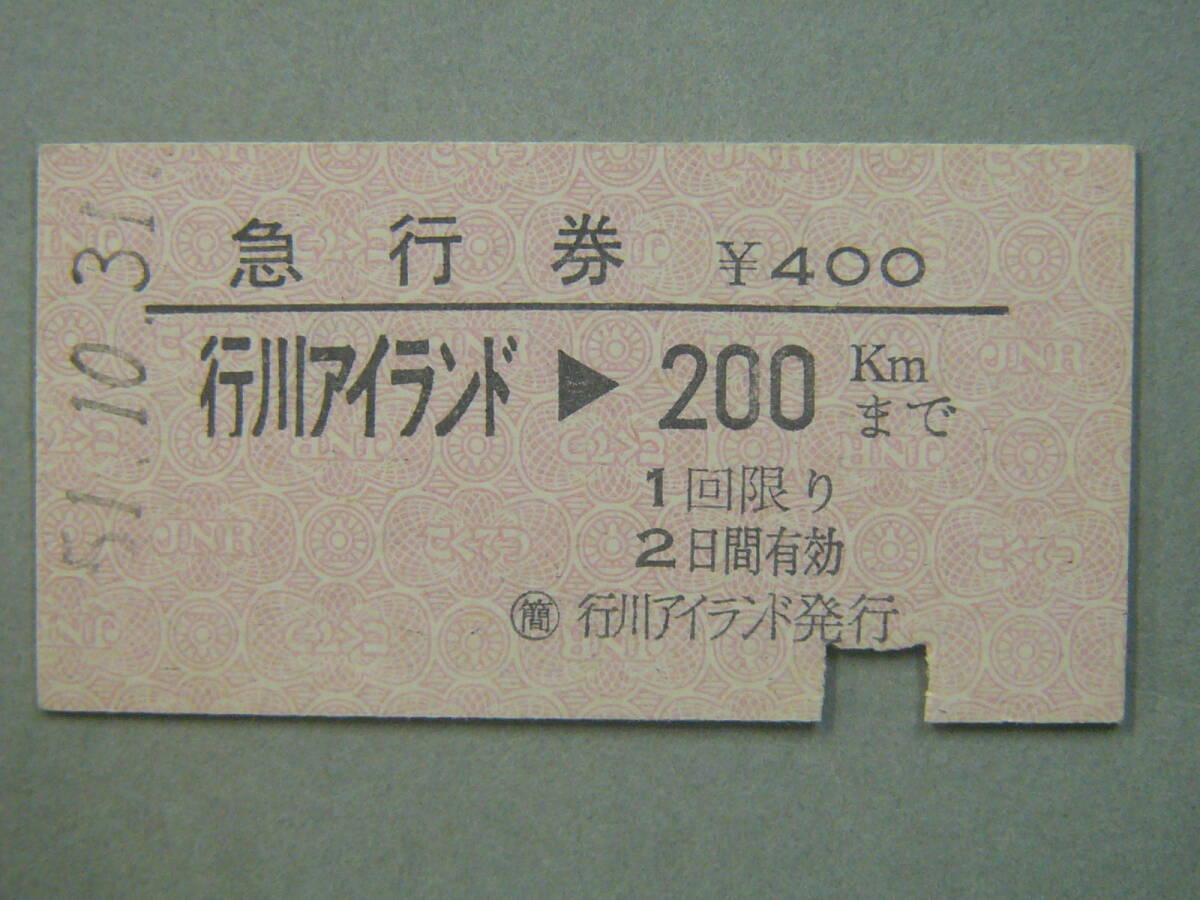 51.10.31.
急行券 ¥400
行川アイランド ▶ 200 Km まで
1回限り
2日間有効
簡 行川アイランド発行